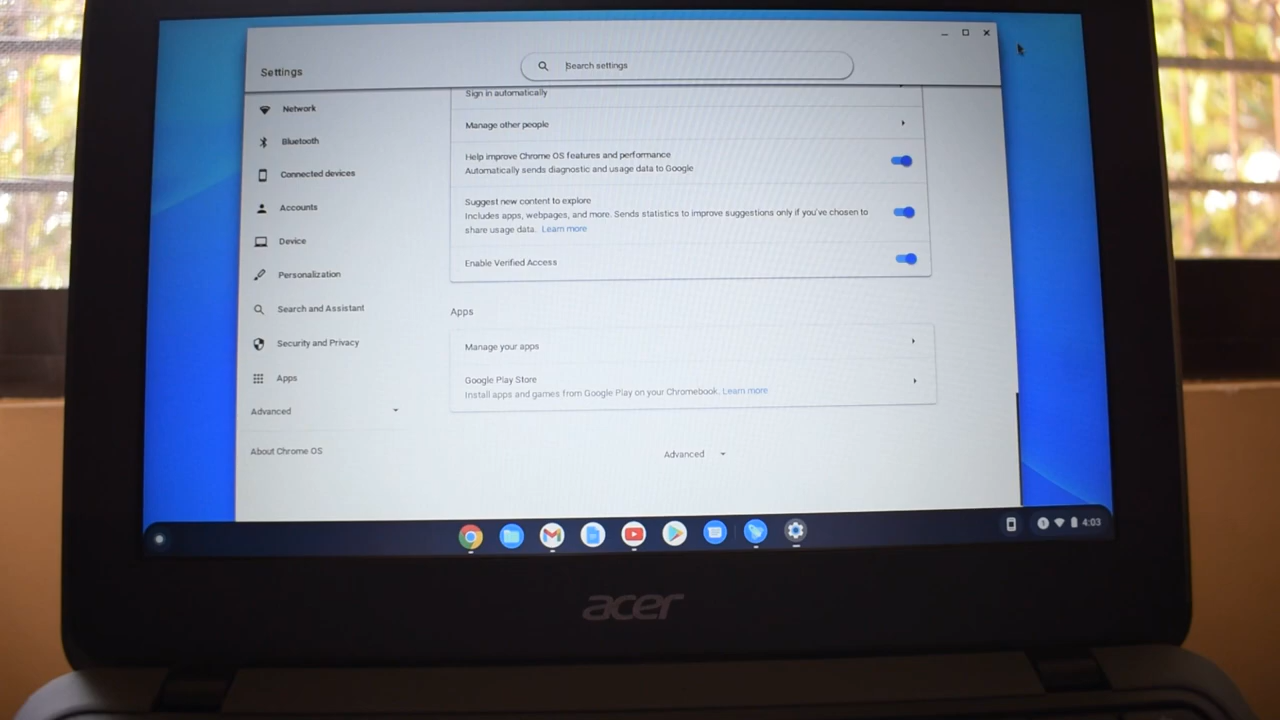 Search settings
Settings
Network
Bluetooth
Connected devices
Accounts
Device
Personalization
Search and Assistant
Security and Privacy
Apps
Advanced
About Chrome OS
Sign in automatically
Manage other people
Help improve Chrome OS features and performance
Automatically sends diagnostic and usage data to Google
Suggest new content to explore
Includes apps, webpages, and more. Sends statistics to improve suggestions only if you've chosen to
share usage data. Learn more
Enable Verified Access
Apps
Manage your apps
Google Play Store
Install apps and games from Google Play on your Chromebook. Learn more
Advanced
4:03
acer